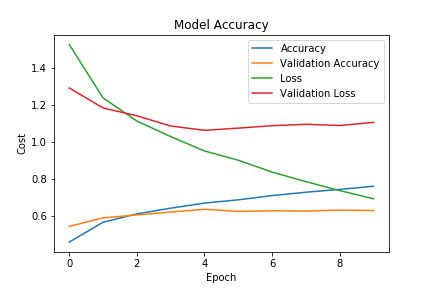 Model Accuracy
Accuracy
Validation Accuracy
Loss
Validation Loss
1.4
1.2
1.0
0.8
0.6
Cost
0 2 4 6 8
Epoch